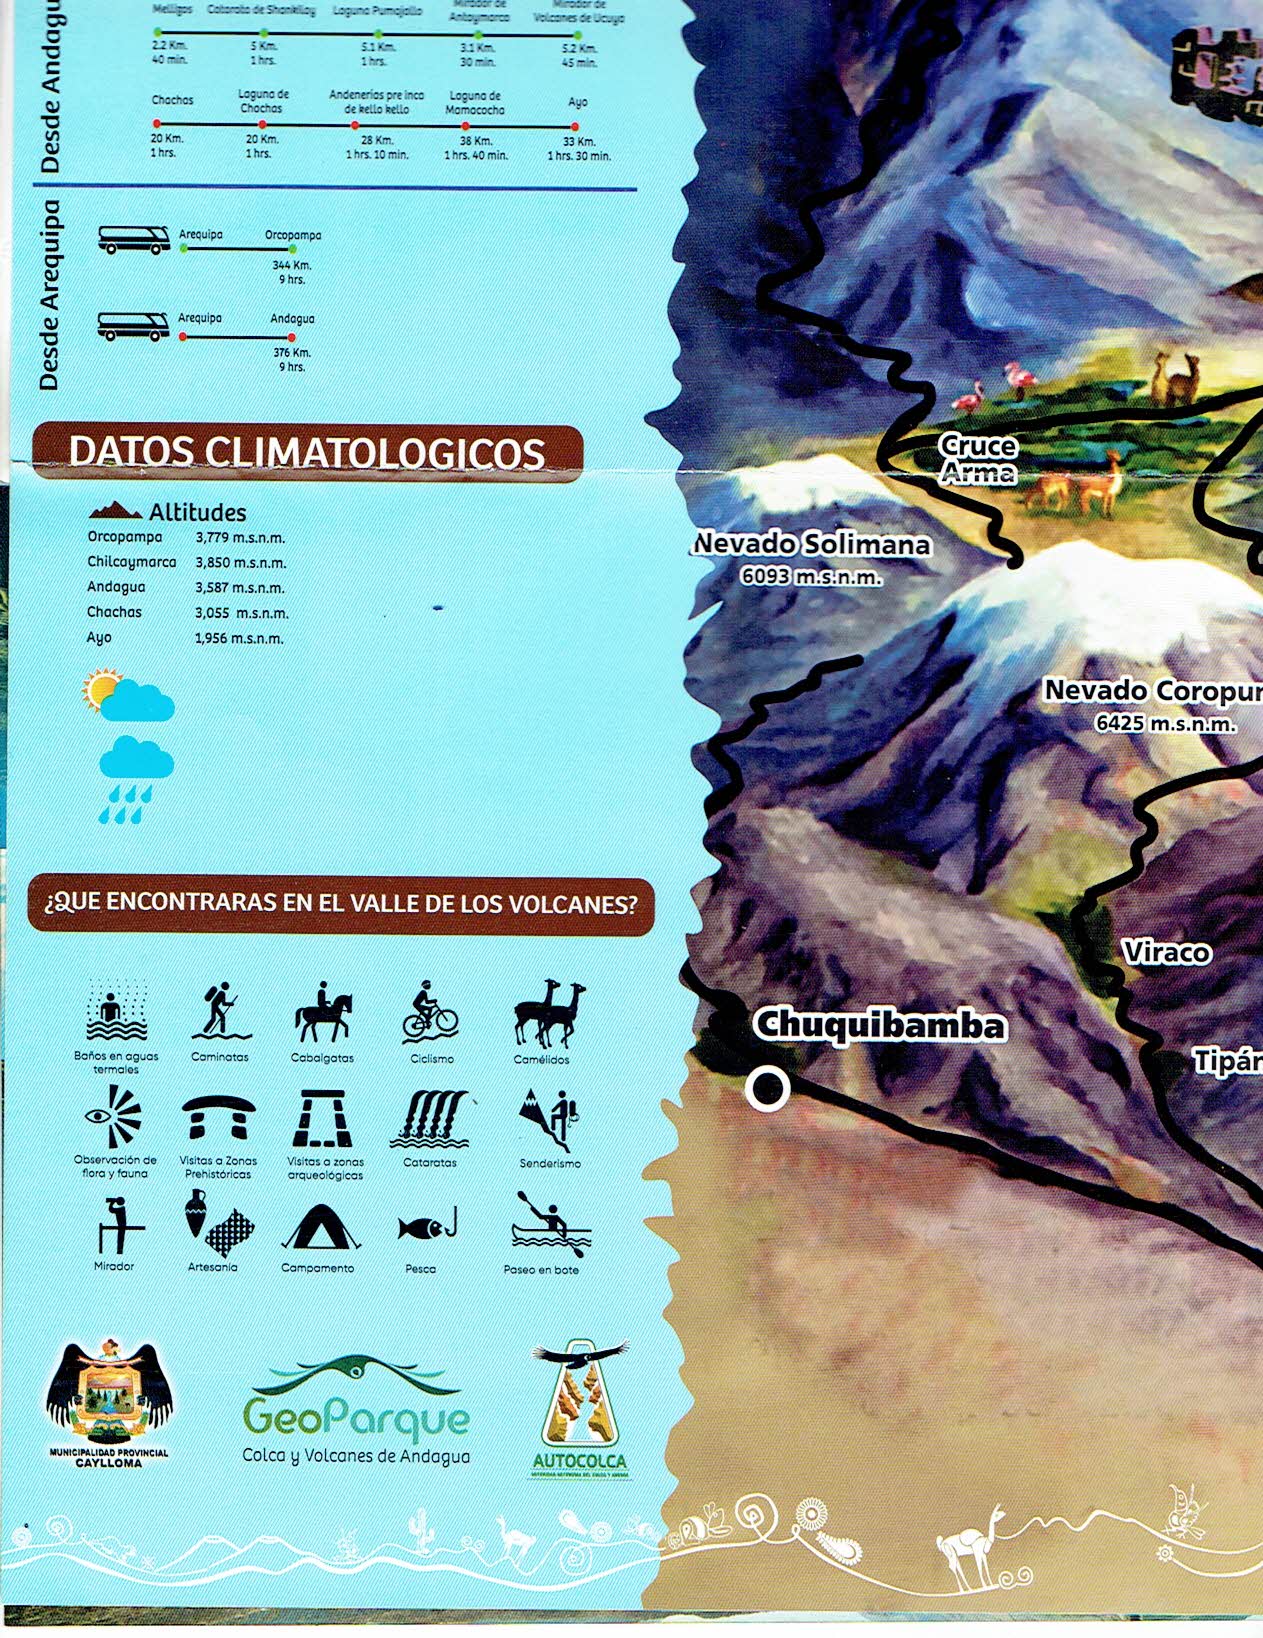 Desde Andagu
Melligos
Catarata de Shankillay
Laguna Pumajallo
Mirador de
Antaymarca
Mirador de
Volcanes de Ucuya
2.2 Km.
40 min.
5 Km.
1 hrs.
5.1 Km.
1 hrs.
3.1 Km.
30 min.
5.2 Km.
45 min.
Chachas
Laguna de
Chachas
Andenerias pre inca
de kello kello
Laguna de
Mamacocha
Ayo
20 Km.
1 hrs.
20 Km.
1 hrs.
28 Km.
1 hrs. 10 min.
38 Km.
1 hrs. 40 min.
33 Km.
1 hrs. 30 min.
Desde Arequipa
Arequipa
Orcopampa
344 Km.
9 hrs.
Arequipa
Andagua
376 Km.
9 hrs.
DATOS CLIMATOLOGICOS
Altitudes
Orcopampa 3,779 m.s.n.m.
Chilcaymarca 3,850 m.s.n.m.
Andagua 3,587 m.s.n.m.
Chachas 3,055 m.s.n.m.
Ayo 1,956 m.s.n.m.
¿QUE ENCONTRARAS EN EL VALLE DE LOS VOLCANES?
Baños en aguas
termales
Caminatas
Cabalgatas
Ciclismo
Camélidos
Observación de
flora y fauna
Visitas a Zonas
Prehistóricas
Visitas a zonas
arqueológicas
Cataratas
Senderismo
Mirador
Artesanía
Campamento
Pesca
Paseo en bote
MUNICIPALIDAD PROVINCIAL
CAYLLOMA
GeoParque
Colca y Volcanes de Andagua
AUTOCOLCA
AUTORIDAD AUTONOMA DEL COLCA Y ANEXOS
Cruce
Arma
Nevado Solimana
6093 m.s.n.m.
Nevado Coropun
6425 m.s.n.m.
Viraco
Chuquibamba
Tipán